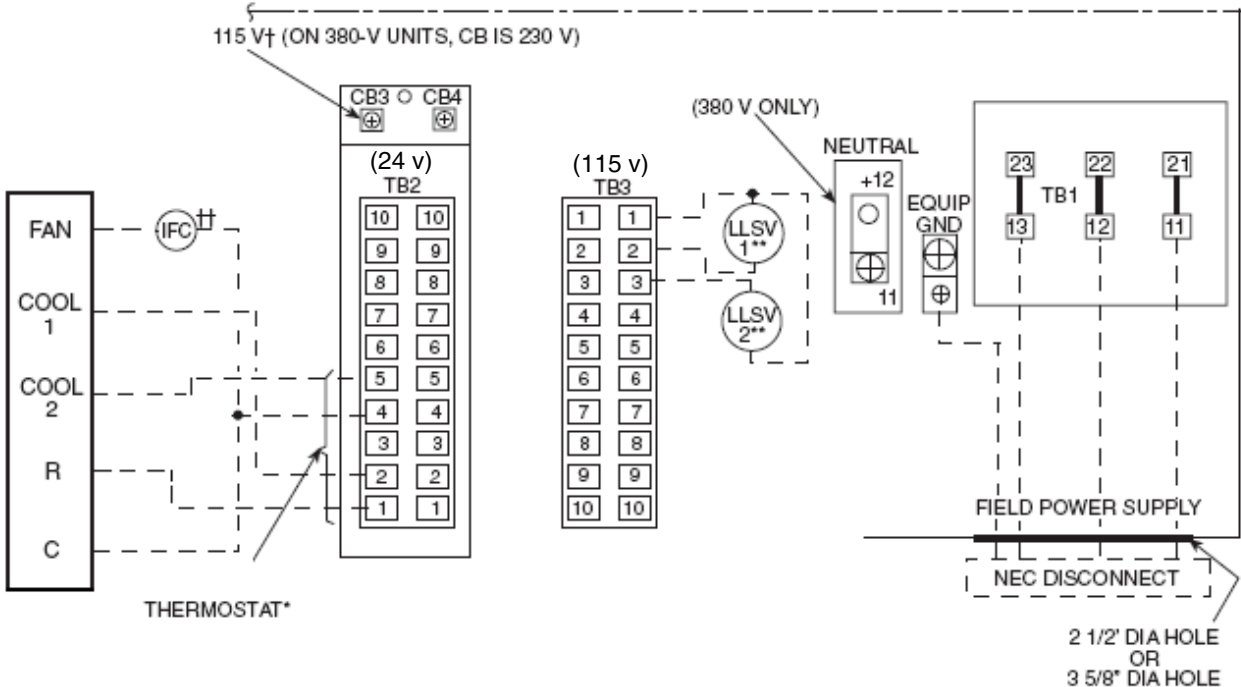 115 V† (ON 380-V UNITS, CB IS 230 V)
CB3 CB4
(24 v)
TB2
10 10
9 9
8 8
7 7
6 6
5 5
4 4
3 3
2 2
1 1
FAN
IFC ††
COOL
1
COOL
2
R
C
THERMOSTAT*
(115 v)
TB3
1 1
2 2
3 3
4 4
5 5
6 6
7 7
8 8
9 9
10 10
LLSV
1**
LLSV
2**
(380 V ONLY)
NEUTRAL
+12
11
EQUIP
GND
23 22 21
TB1
13 12 11
FIELD POWER SUPPLY
NEC DISCONNECT
2 1/2' DIA HOLE
OR
3 5/8" DIA HOLE